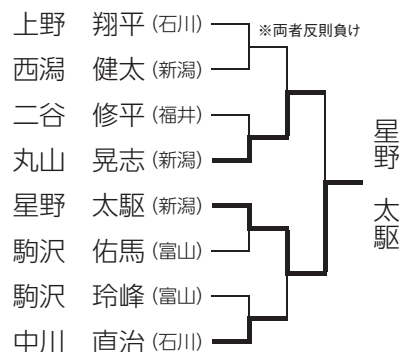 上野 翔平 (石川)
※両者反則負け
西潟 健太 (新潟)
二谷 修平 (福井)
丸山 晃志 (新潟)
星野 太駆 (新潟)
駒沢 佑馬 (富山)
駒沢 玲峰 (富山)
中川 直治 (石川)
星野 太駆